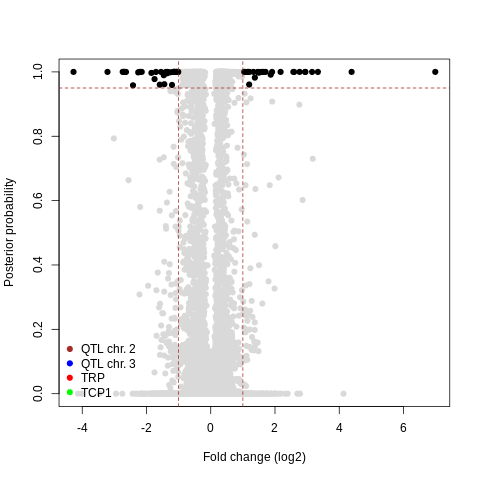 Posterior probability
1.0
0.8
0.6
0.4
0.2
0.0
QTL chr. 2
QTL chr. 3
TRP
TCP1
-4 -2 0 2 4 6
Fold change (log2)